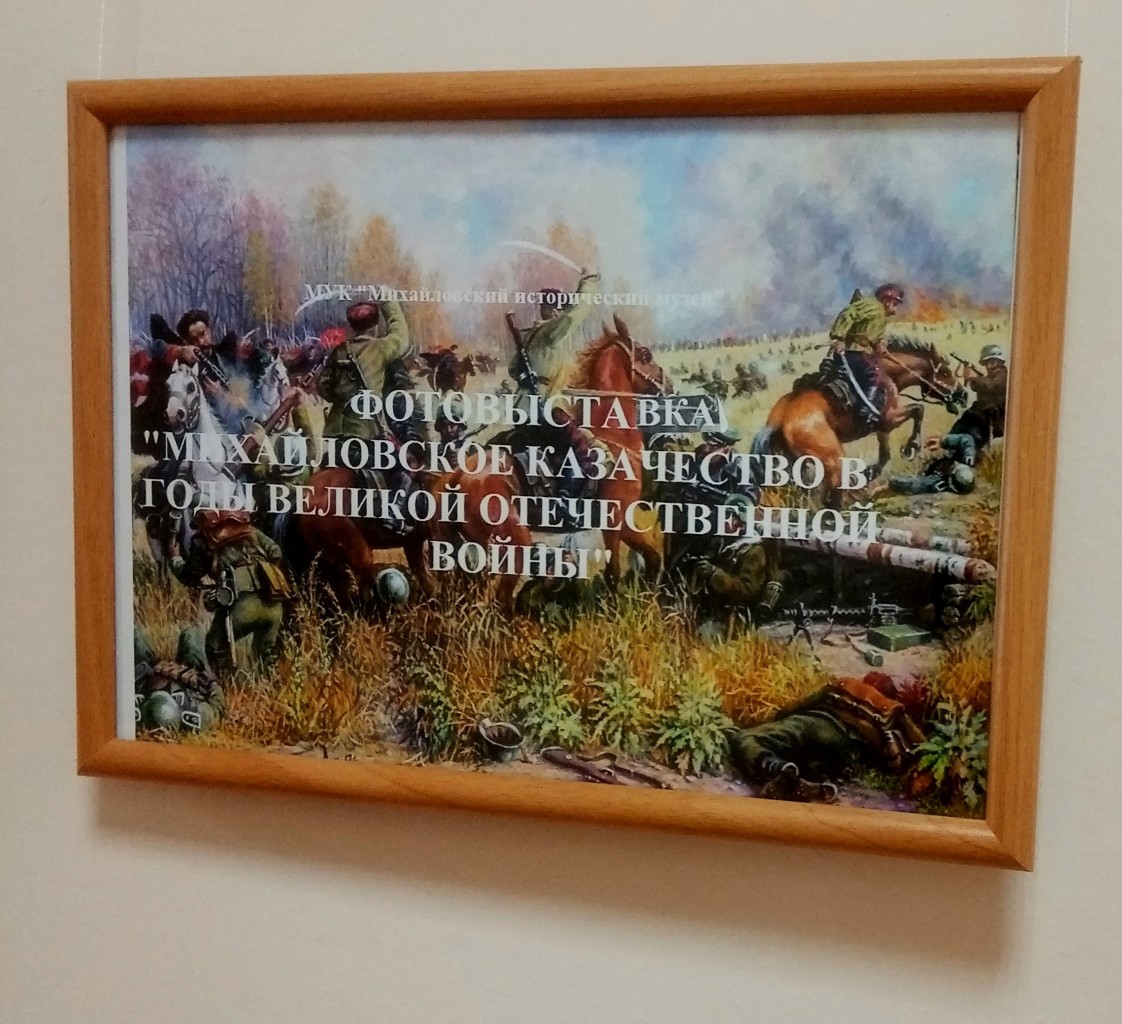 МУК "Михайловский исторический музей"
ФОТОВЫСТАВКА
"МИХАЙЛОВСКОЕ КАЗАЧЕСТВО В
ГОДЫ ВЕЛИКОЙ ОТЕЧЕСТВЕННОЙ
ВОЙНЫ"